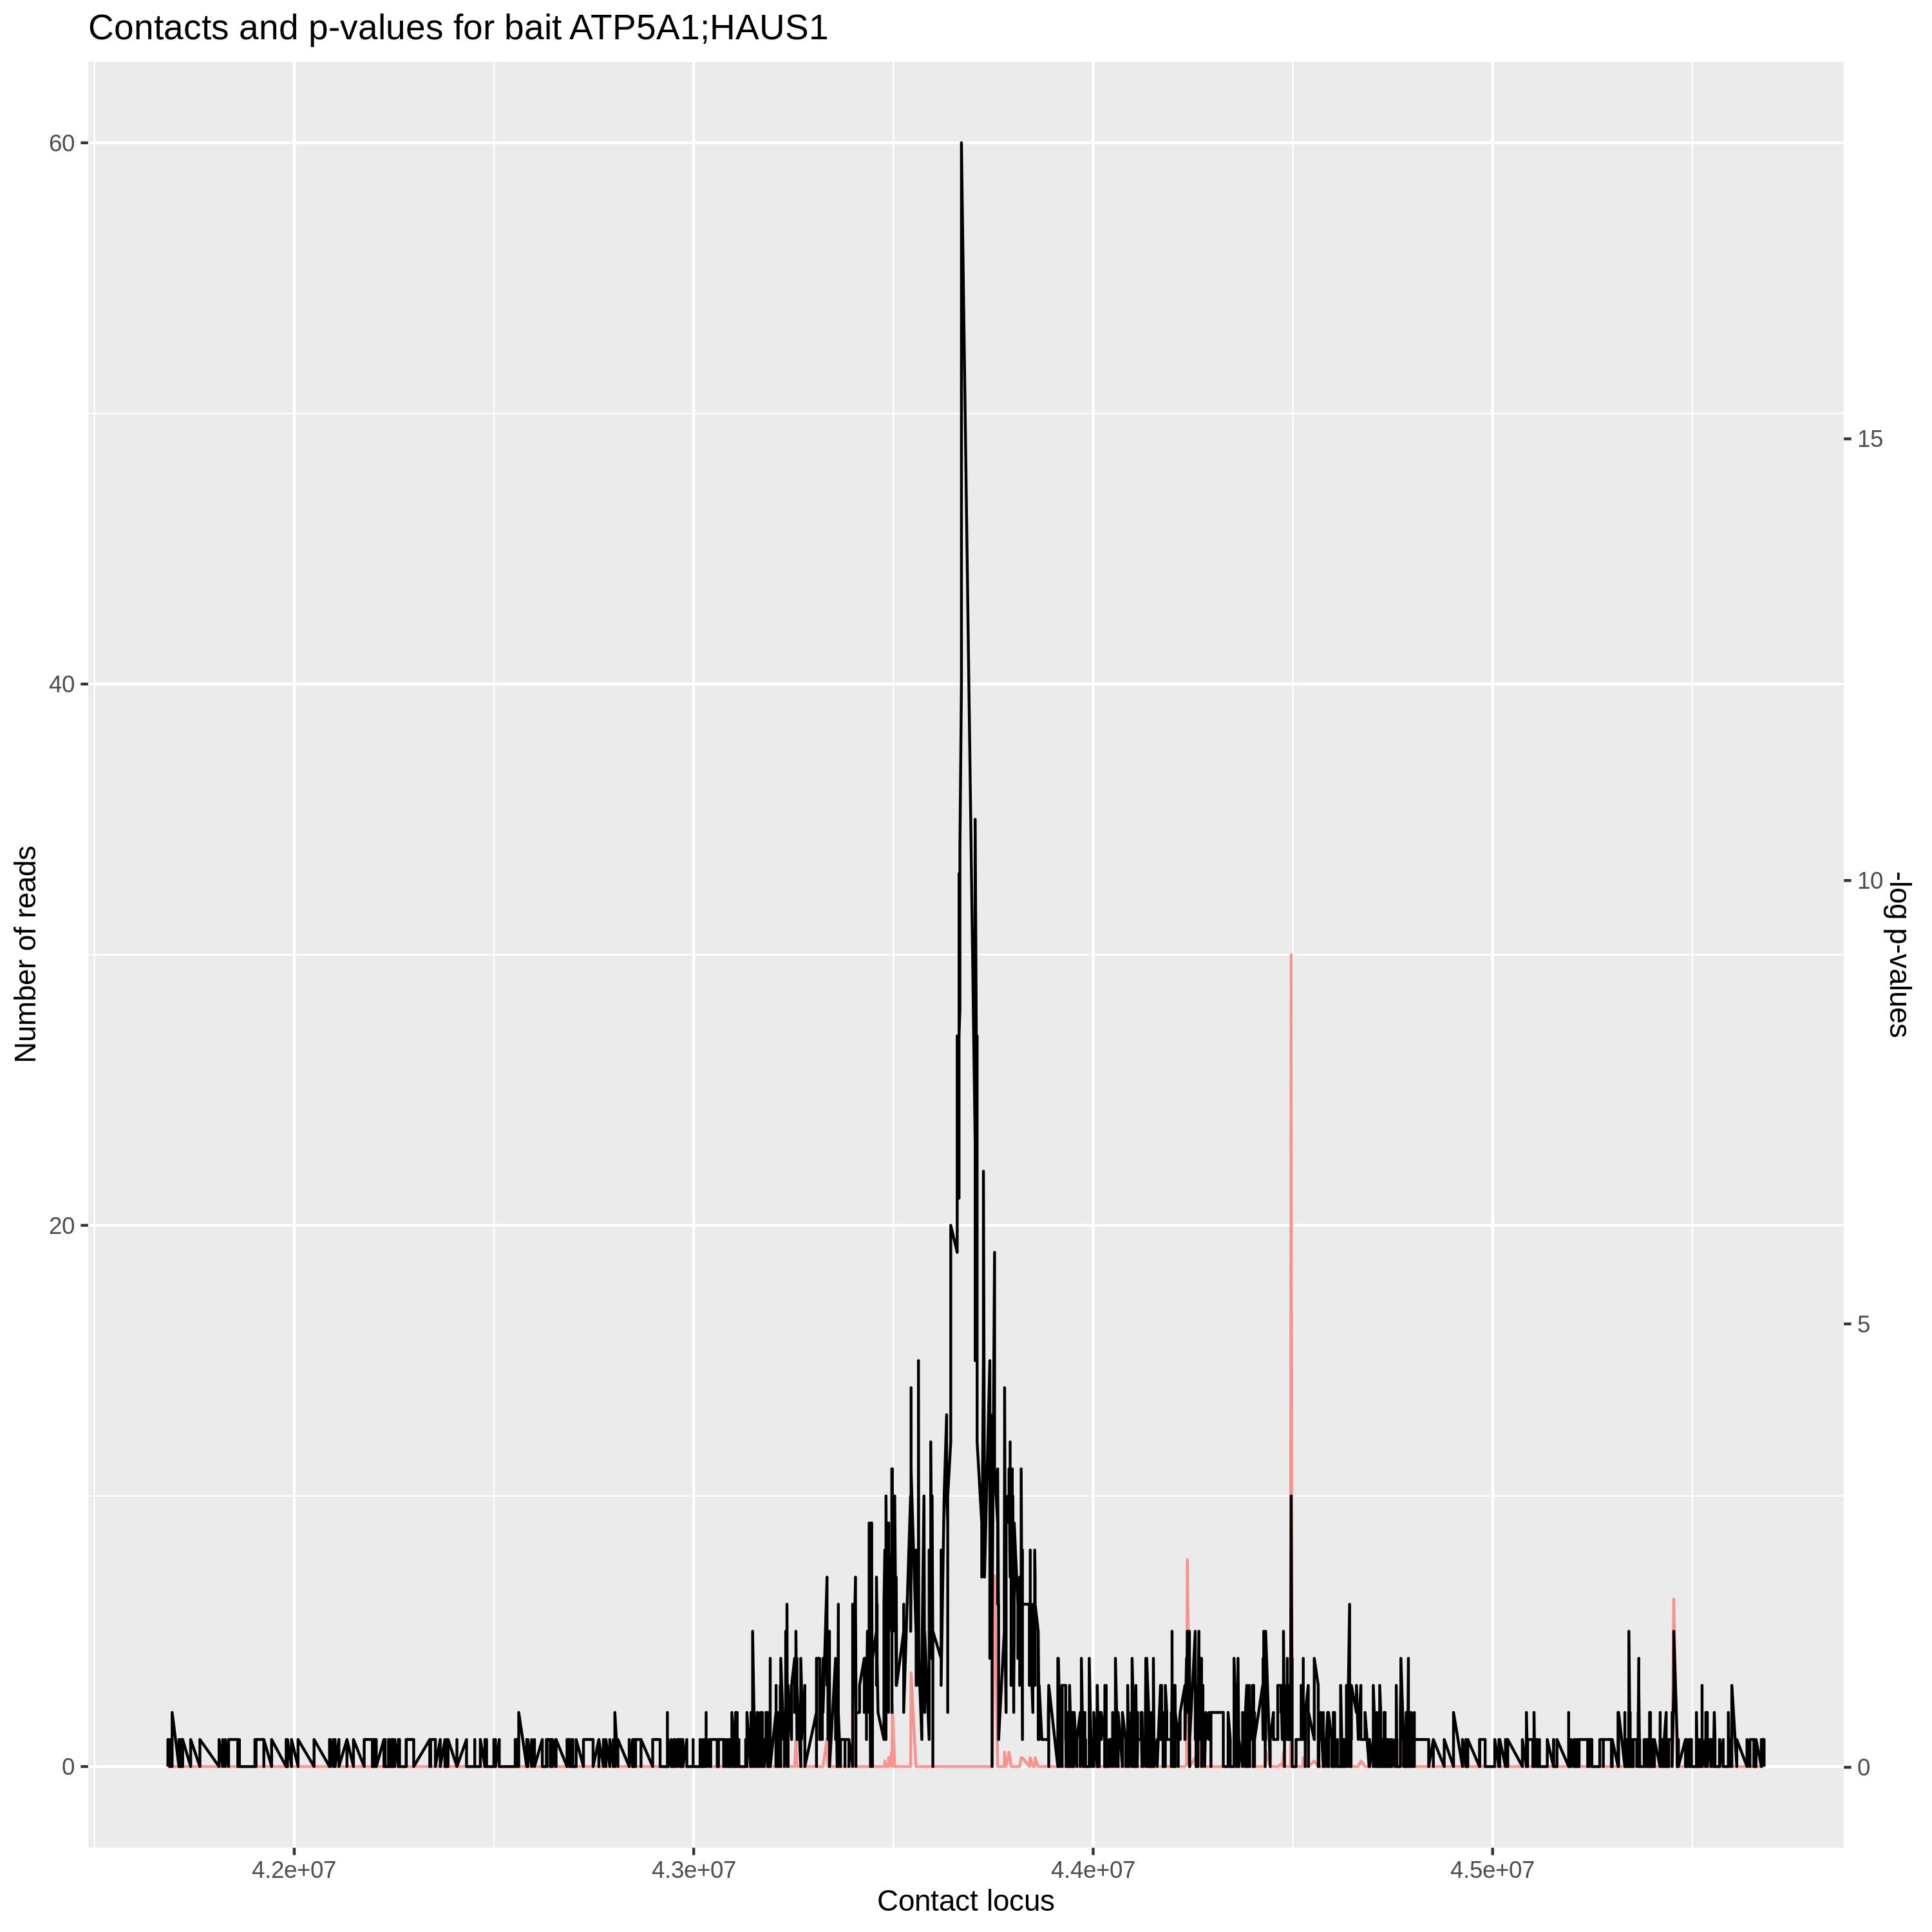 Contacts and p-values for bait ATP5A1;HAUS1
60
40
20
0
Number of reads
15
10
5
0
-log p-values
4.2e+07
4.3e+07
4.4e+07
4.5e+07
Contact locus